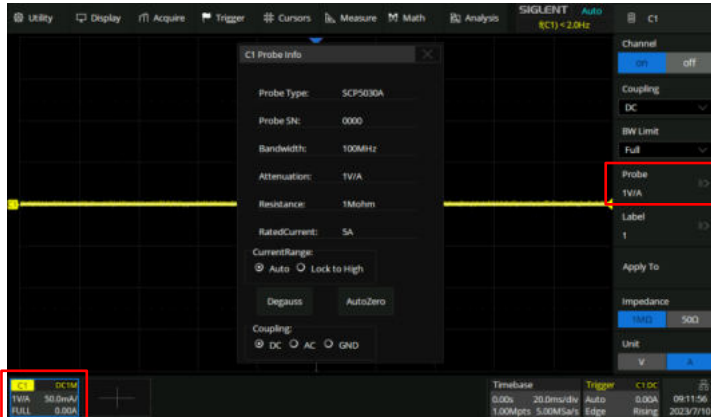 Utility Display Acquire Trigger Cursors Measure Math Analysis SIGLENT Auto
f(C1) < 2.0Hz
C1
C1 Probe Info
Probe Type: SCP5030A
Probe SN: 0000
Bandwidth: 100MHz
Attenuation: 1V/A
Resistance: 1Mohm
RatedCurrent: 5A
CurrentRange:
Auto Lock to High
Degauss AutoZero
Coupling:
DC AC GND
Channel
on off
Coupling
DC
BW Limit
Full
Probe
1V/A
Label
1
Apply To
Impedance
1MΩ 50Ω
Unit
V A
C1
C1 DC1M
1V/A 50.0mA/
FULL 0.00A
Timebase
0.00s 20.0ms/div
1.00Mpts 5.00MSa/s
Trigger C1 DC
Auto 0.00A
Edge Rising
09:11:56